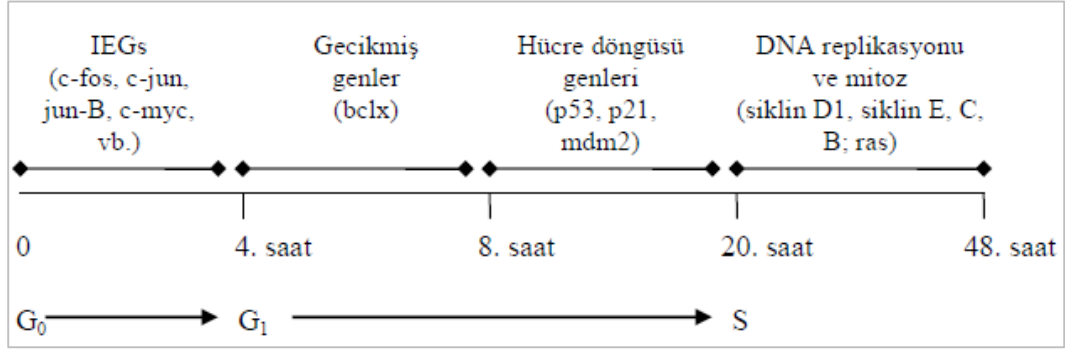 IEGs
(c-fos, c-jun,
jun-B, c-myc,
vb.)
Gecikmiş
genler
(bclx)
Hücre döngüsü
genleri
(p53, p21,
mdm2)
DNA replikasyonu
ve mitoz
(siklin D1, siklin E, C,
B; ras)
0
4. saat
8. saat
20. saat
48. saat
G₀
G₁
S